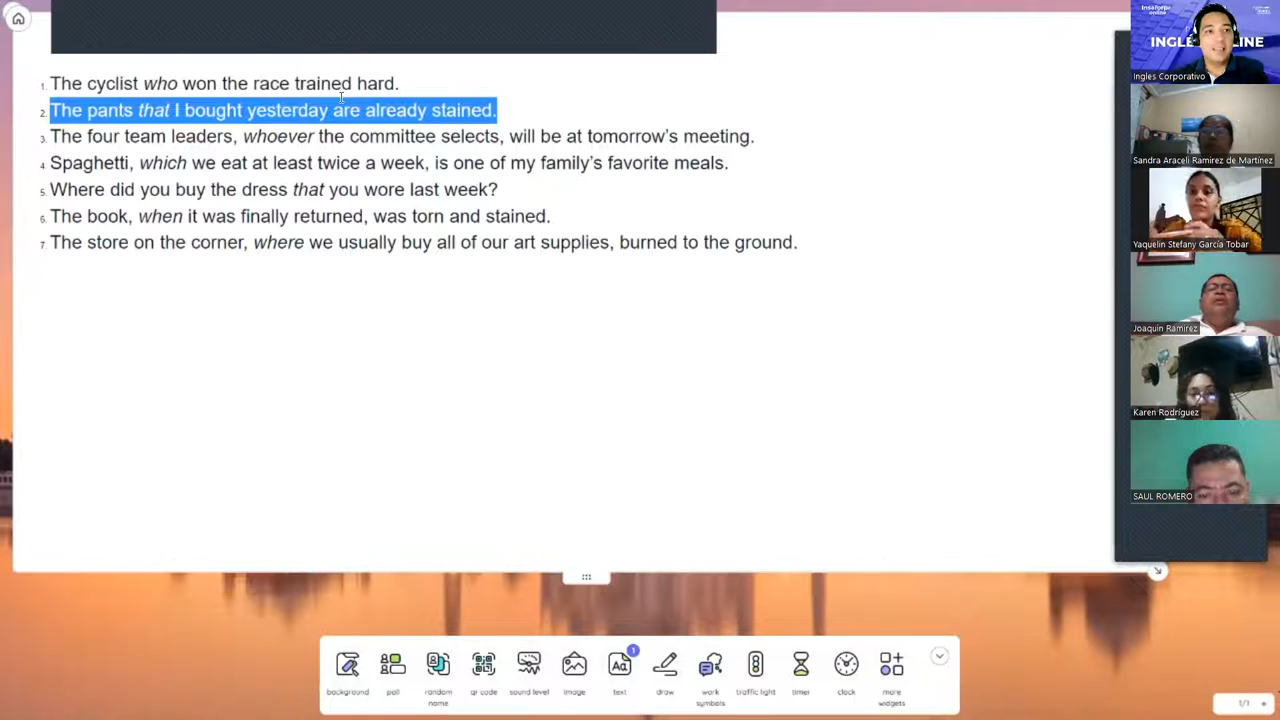 1. The cyclist who won the race trained hard.
2. The pants that I bought yesterday are already stained.
3. The four team leaders, whoever the committee selects, will be at tomorrow's meeting.
4. Spaghetti, which we eat at least twice a week, is one of my family's favorite meals.
5. Where did you buy the dress that you wore last week?
6. The book, when it was finally returned, was torn and stained.
7. The store on the corner, where we usually buy all of our art supplies, burned to the ground.
Insaforp
online
INGLÉS ONLINE
Ingles Corporativo
Sandra Araceli Ramirez de Martínez
Yaquelin Stefany García Tobar
Joaquin Ramirez
Karen Rodríguez
SAUL ROMERO
background
poll
random name
qr code
sound level
image
1
text
draw
work symbols
traffic light
timer
clock
more widgets
1/1 +